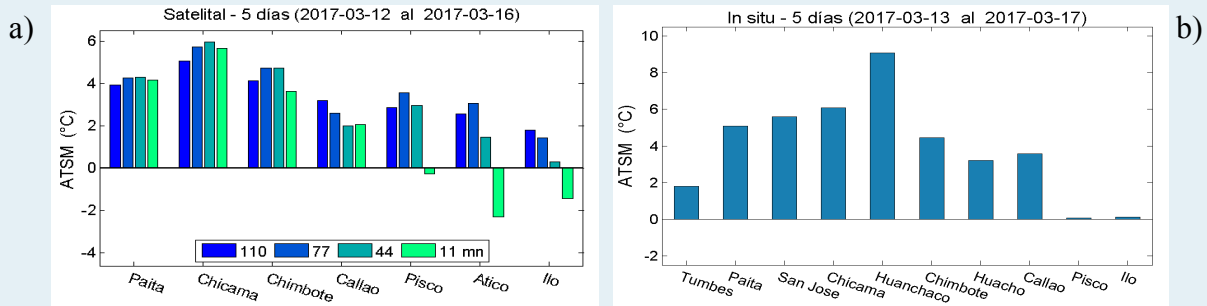 a)
Satelital - 5 días (2017-03-12 al 2017-03-16)
ATSM (°C)
6
4
2
0
-2
-4
110 77 44 11 mn
Paita Chicama Chimbote Callao Pisco Atico Ilo
b)
In situ - 5 días (2017-03-13 al 2017-03-17)
ATSM (°C)
10
8
6
4
2
0
-2
Tumbes Paita San Jose Chicama Huanchaco Chimbote Huacho Callao Pisco Ilo